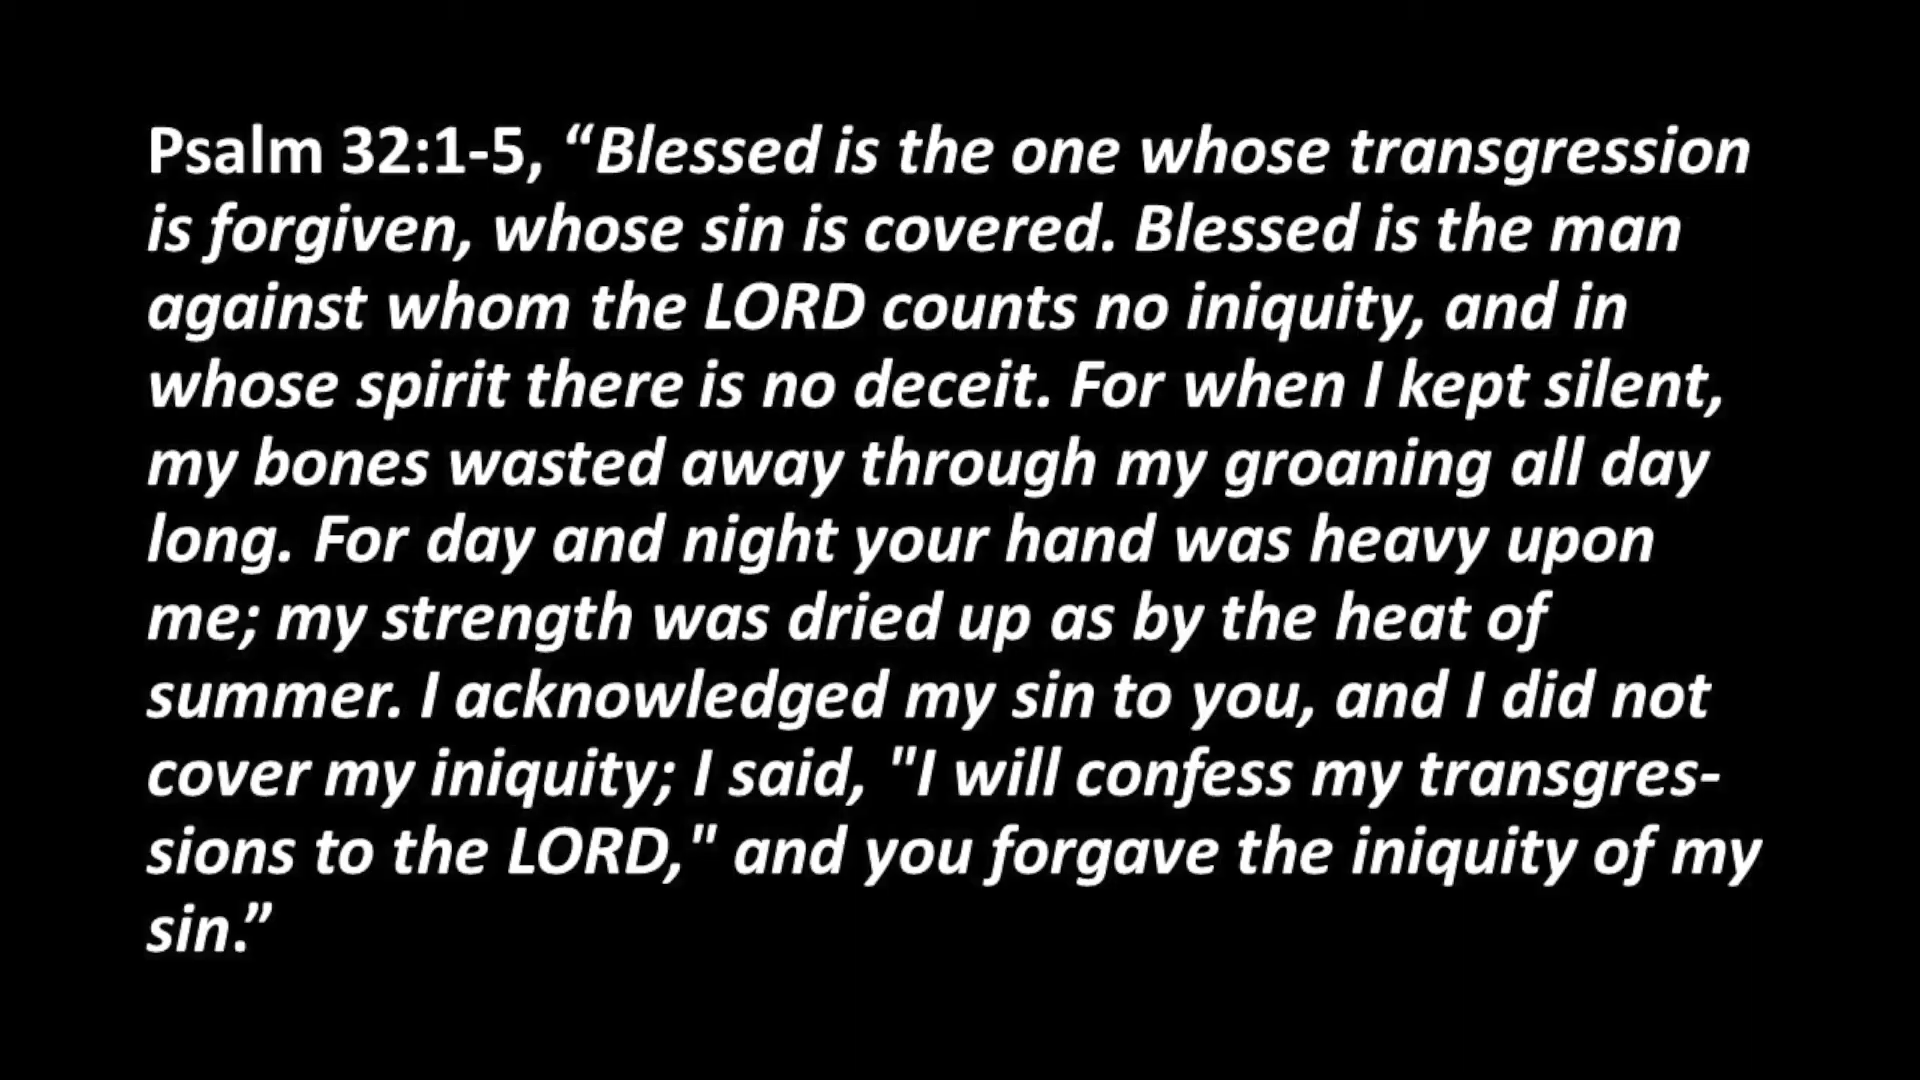 Psalm 32:1-5, “Blessed is the one whose transgression
is forgiven, whose sin is covered. Blessed is the man
against whom the LORD counts no iniquity, and in
whose spirit there is no deceit. For when I kept silent,
my bones wasted away through my groaning all day
long. For day and night your hand was heavy upon
me; my strength was dried up as by the heat of
summer. I acknowledged my sin to you, and I did not
cover my iniquity; I said, "I will confess my transgres-
sions to the LORD," and you forgave the iniquity of my
sin.”